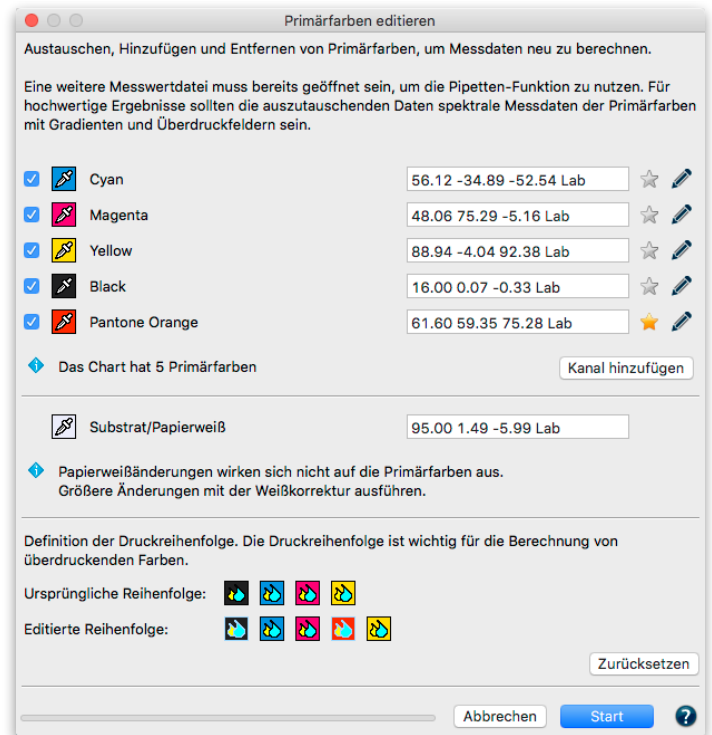 Primärfarben editieren
Austauschen, Hinzufügen und Entfernen von Primärfarben, um Messdaten neu zu berechnen.
Eine weitere Messwertdatei muss bereits geöffnet sein, um die Pipetten-Funktion zu nutzen. Für
hochwertige Ergebnisse sollten die auszutauschenden Daten spektrale Messdaten der Primärfarben
mit Gradienten und Überdruckfeldern sein.
Cyan 56.12 -34.89 -52.54 Lab
Magenta 48.06 75.29 -5.16 Lab
Yellow 88.94 -4.04 92.38 Lab
Black 16.00 0.07 -0.33 Lab
Pantone Orange 61.60 59.35 75.28 Lab
Das Chart hat 5 Primärfarben Kanal hinzufügen
Substrat/Papierweiß 95.00 1.49 -5.99 Lab
Papierweißänderungen wirken sich nicht auf die Primärfarben aus.
Größere Änderungen mit der Weißkorrektur ausführen.
Definition der Druckreihenfolge. Die Druckreihenfolge ist wichtig für die Berechnung von
überdruckenden Farben.
Ursprüngliche Reihenfolge:
Editierte Reihenfolge:
Zurücksetzen
Abbrechen Start ?